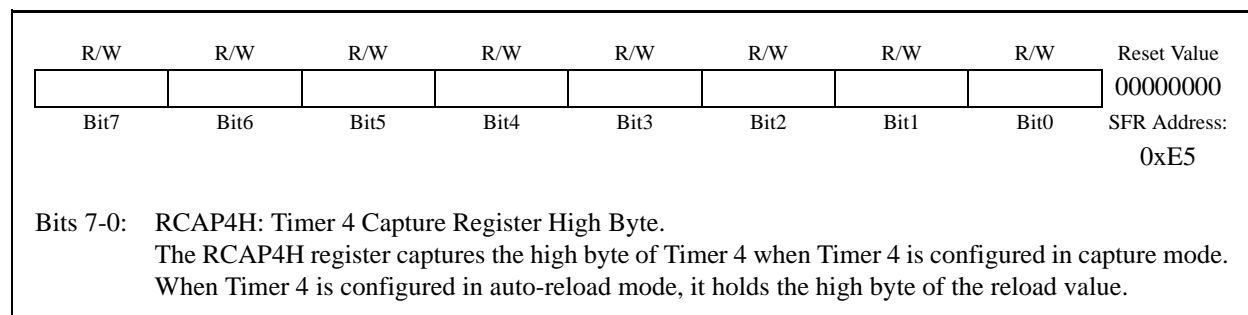 R/W R/W R/W R/W R/W R/W R/W R/W Reset Value
00000000
Bit7 Bit6 Bit5 Bit4 Bit3 Bit2 Bit1 Bit0 SFR Address:
0xE5
Bits 7-0: RCAP4H: Timer 4 Capture Register High Byte.
The RCAP4H register captures the high byte of Timer 4 when Timer 4 is configured in capture mode.
When Timer 4 is configured in auto-reload mode, it holds the high byte of the reload value.